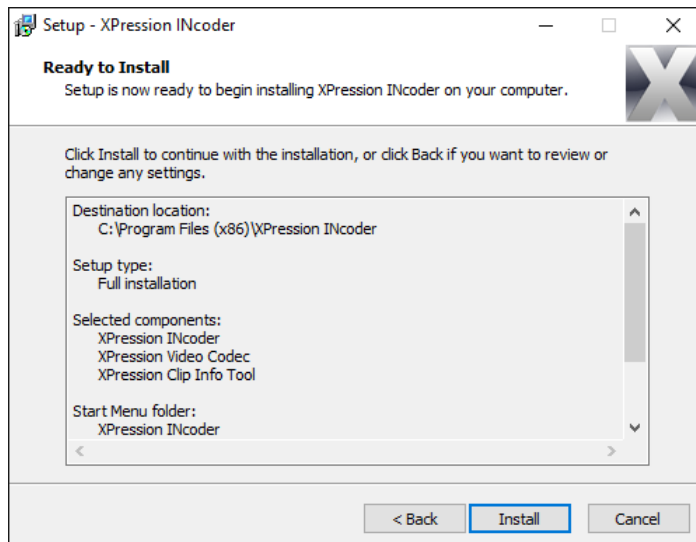 Setup - XPression INcoder
Ready to Install
Setup is now ready to begin installing XPression INcoder on your computer.
Click Install to continue with the installation, or click Back if you want to review or
change any settings.
Destination location:
C:\Program Files (x86)\XPression INcoder
Setup type:
Full installation
Selected components:
XPression INcoder
XPression Video Codec
XPression Clip Info Tool
Start Menu folder:
XPression INcoder
< Back
Install
Cancel